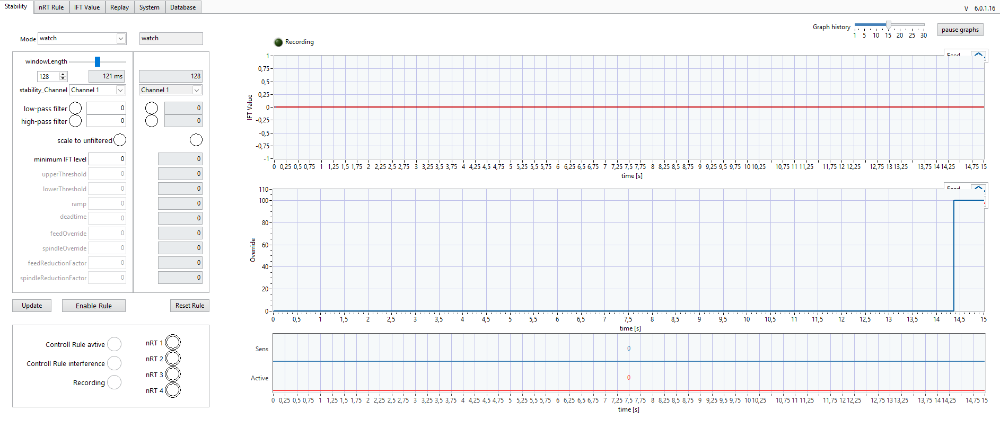 Stability nRT Rule IFT Value Replay System Database
V 6.0.1.16
Mode watch watch
windowLength
128 121 ms 128
stability_Channel Channel 1 Channel 1
low-pass filter 0 0
high-pass filter 0 0
scale to unfiltered
minimum IFT level 0 0
upperThreshold 0 0
lowerThreshold 0 0
ramp 0 0
deadtime 0 0
feedOverride 0 0
spindleOverride 0 0
feedReductionFactor 0 0
spindleReductionFactor 0 0
Update Enable Rule Reset Rule
Controll Rule avtive
Controll Rule interference
Recording
nRT 1
nRT 2
nRT 3
nRT 4
Graph history
1 5 10 15 20 25 30
pause graphs
Recording
Feed
IFT Value
1
0,75
0,5
0,25
0
-0,25
-0,5
-0,75
-1
0 0,25 0,5 0,75 1 1,25 1,5 1,75 2 2,25 2,5 2,75 3 3,25 3,5 3,75 4 4,25 4,5 4,75 5 5,25 5,5 5,75 6 6,25 6,5 6,75 7 7,25 7,5 7,75 8 8,25 8,5 8,75 9 9,25 9,5 9,75 10 10,25 10,75 11 11,25 11,75 12 12,25 12,75 13 13,25 13,75 14 14,25 14,75 15
time [s]
Feed
Override
110
100
80
60
40
20
0
0 0,5 1 1,5 2 2,5 3 3,5 4 4,5 5 5,5 6 6,5 7 7,5 8 8,5 9 9,5 10 10,5 11 11,5 12 12,5 13 13,5 14 14,5 15
time [s]
Sens 0
Active 0
0 0,25 0,5 0,75 1 1,25 1,5 1,75 2 2,25 2,5 2,75 3 3,25 3,5 3,75 4 4,25 4,5 4,75 5 5,25 5,5 5,75 6 6,25 6,5 6,75 7 7,25 7,5 7,75 8 8,25 8,5 8,75 9 9,25 9,5 9,75 10 10,25 10,75 11 11,25 11,75 12 12,25 12,75 13 13,25 13,75 14 14,25 14,75 15
time [s]